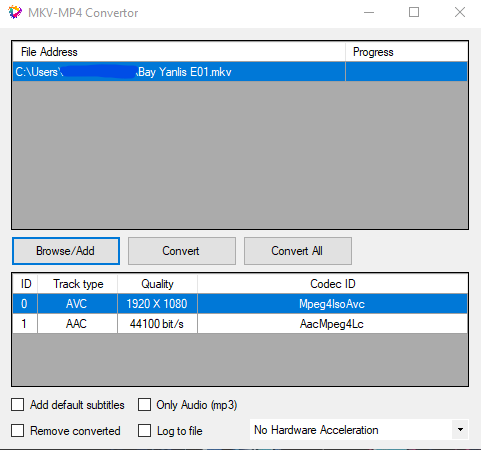 MKV-MP4 Convertor
File Address Progress
C:\Users\ \Bay Yanlis E01.mkv
Browse/Add Convert Convert All
ID Track type Quality Codec ID
0 AVC 1920 X 1080 Mpeg4IsoAvc
1 AAC 44100 bit/s AacMpeg4Lc
Add default subtitles Only Audio (mp3)
Remove converted Log to file No Hardware Acceleration